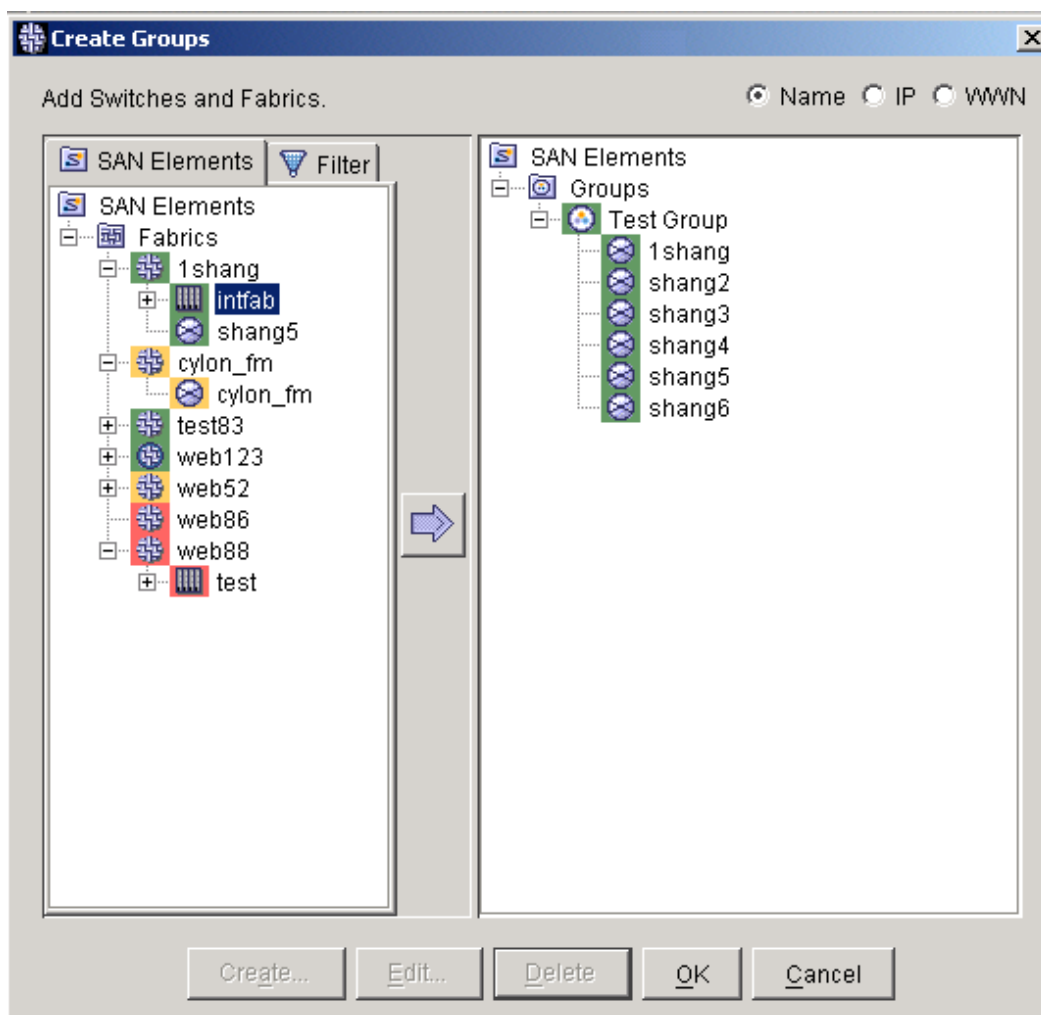 Create Groups
Add Switches and Fabrics.
Name IP WWN
SAN Elements Filter
SAN Elements
Fabrics
1shang
intfab
shang5
cylon_fm
cylon_fm
test83
web123
web52
web86
web88
test
SAN Elements
Groups
Test Group
1shang
shang2
shang3
shang4
shang5
shang6
Create... Edit... Delete OK Cancel